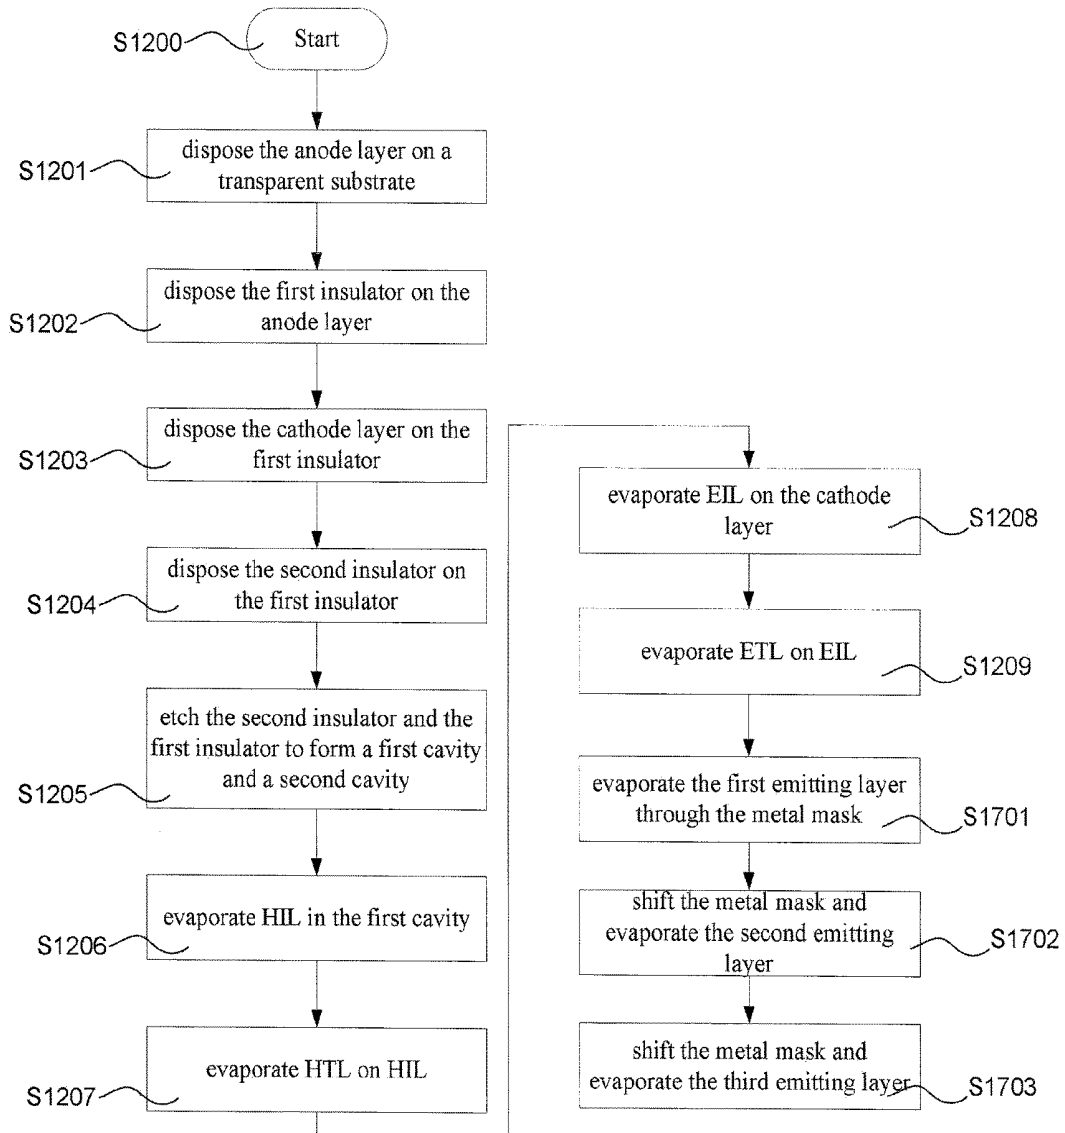 S1200
Start
S1201
dispose the anode layer on a
transparent substrate
S1202
dispose the first insulator on the
anode layer
S1203
dispose the cathode layer on the
first insulator
S1204
dispose the second insulator on
the first insulator
S1205
etch the second insulator and the
first insulator to form a first cavity
and a second cavity
S1206
evaporate HIL in the first cavity
S1207
evaporate HTL on HIL
evaporate EIL on the cathode
layer
S1208
evaporate ETL on EIL
S1209
evaporate the first emitting layer
through the metal mask
S1701
shift the metal mask and
evaporate the second emitting
layer
S1702
shift the metal mask and
evaporate the third emitting layer
S1703